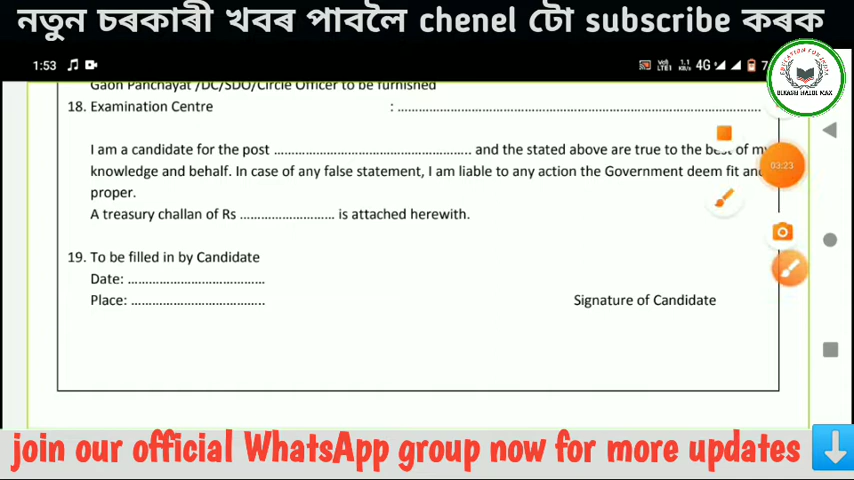 নতুন চৰকাৰী খবৰ পাবলৈ chenel টো subscribe কৰক
1:53
4G
EDUCATION FOR INDIA
Gaon Panchayat /DC/SDO/Circle Officer to be furnished
18. Examination Centre : ....................................................................................
I am a candidate for the post ................................................ and the stated above are true to the best of my
03:23
knowledge and behalf. In case of any false statement, I am liable to any action the Government deem fit and
proper.
A treasury challan of Rs ........................... is attached herewith.
19. To be filled in by Candidate
Date: .......................................
Place: ......................................
Signature of Candidate
join our official WhatsApp group now for more updates